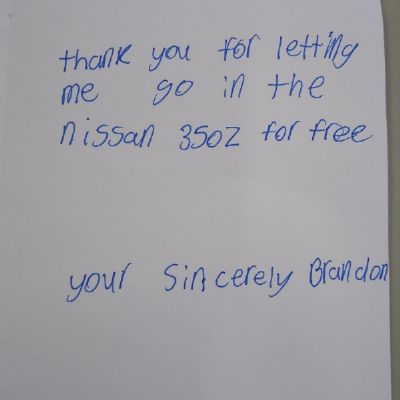 thank you for letting
me go in the
nissan 350Z for free
your sincerely Brandon